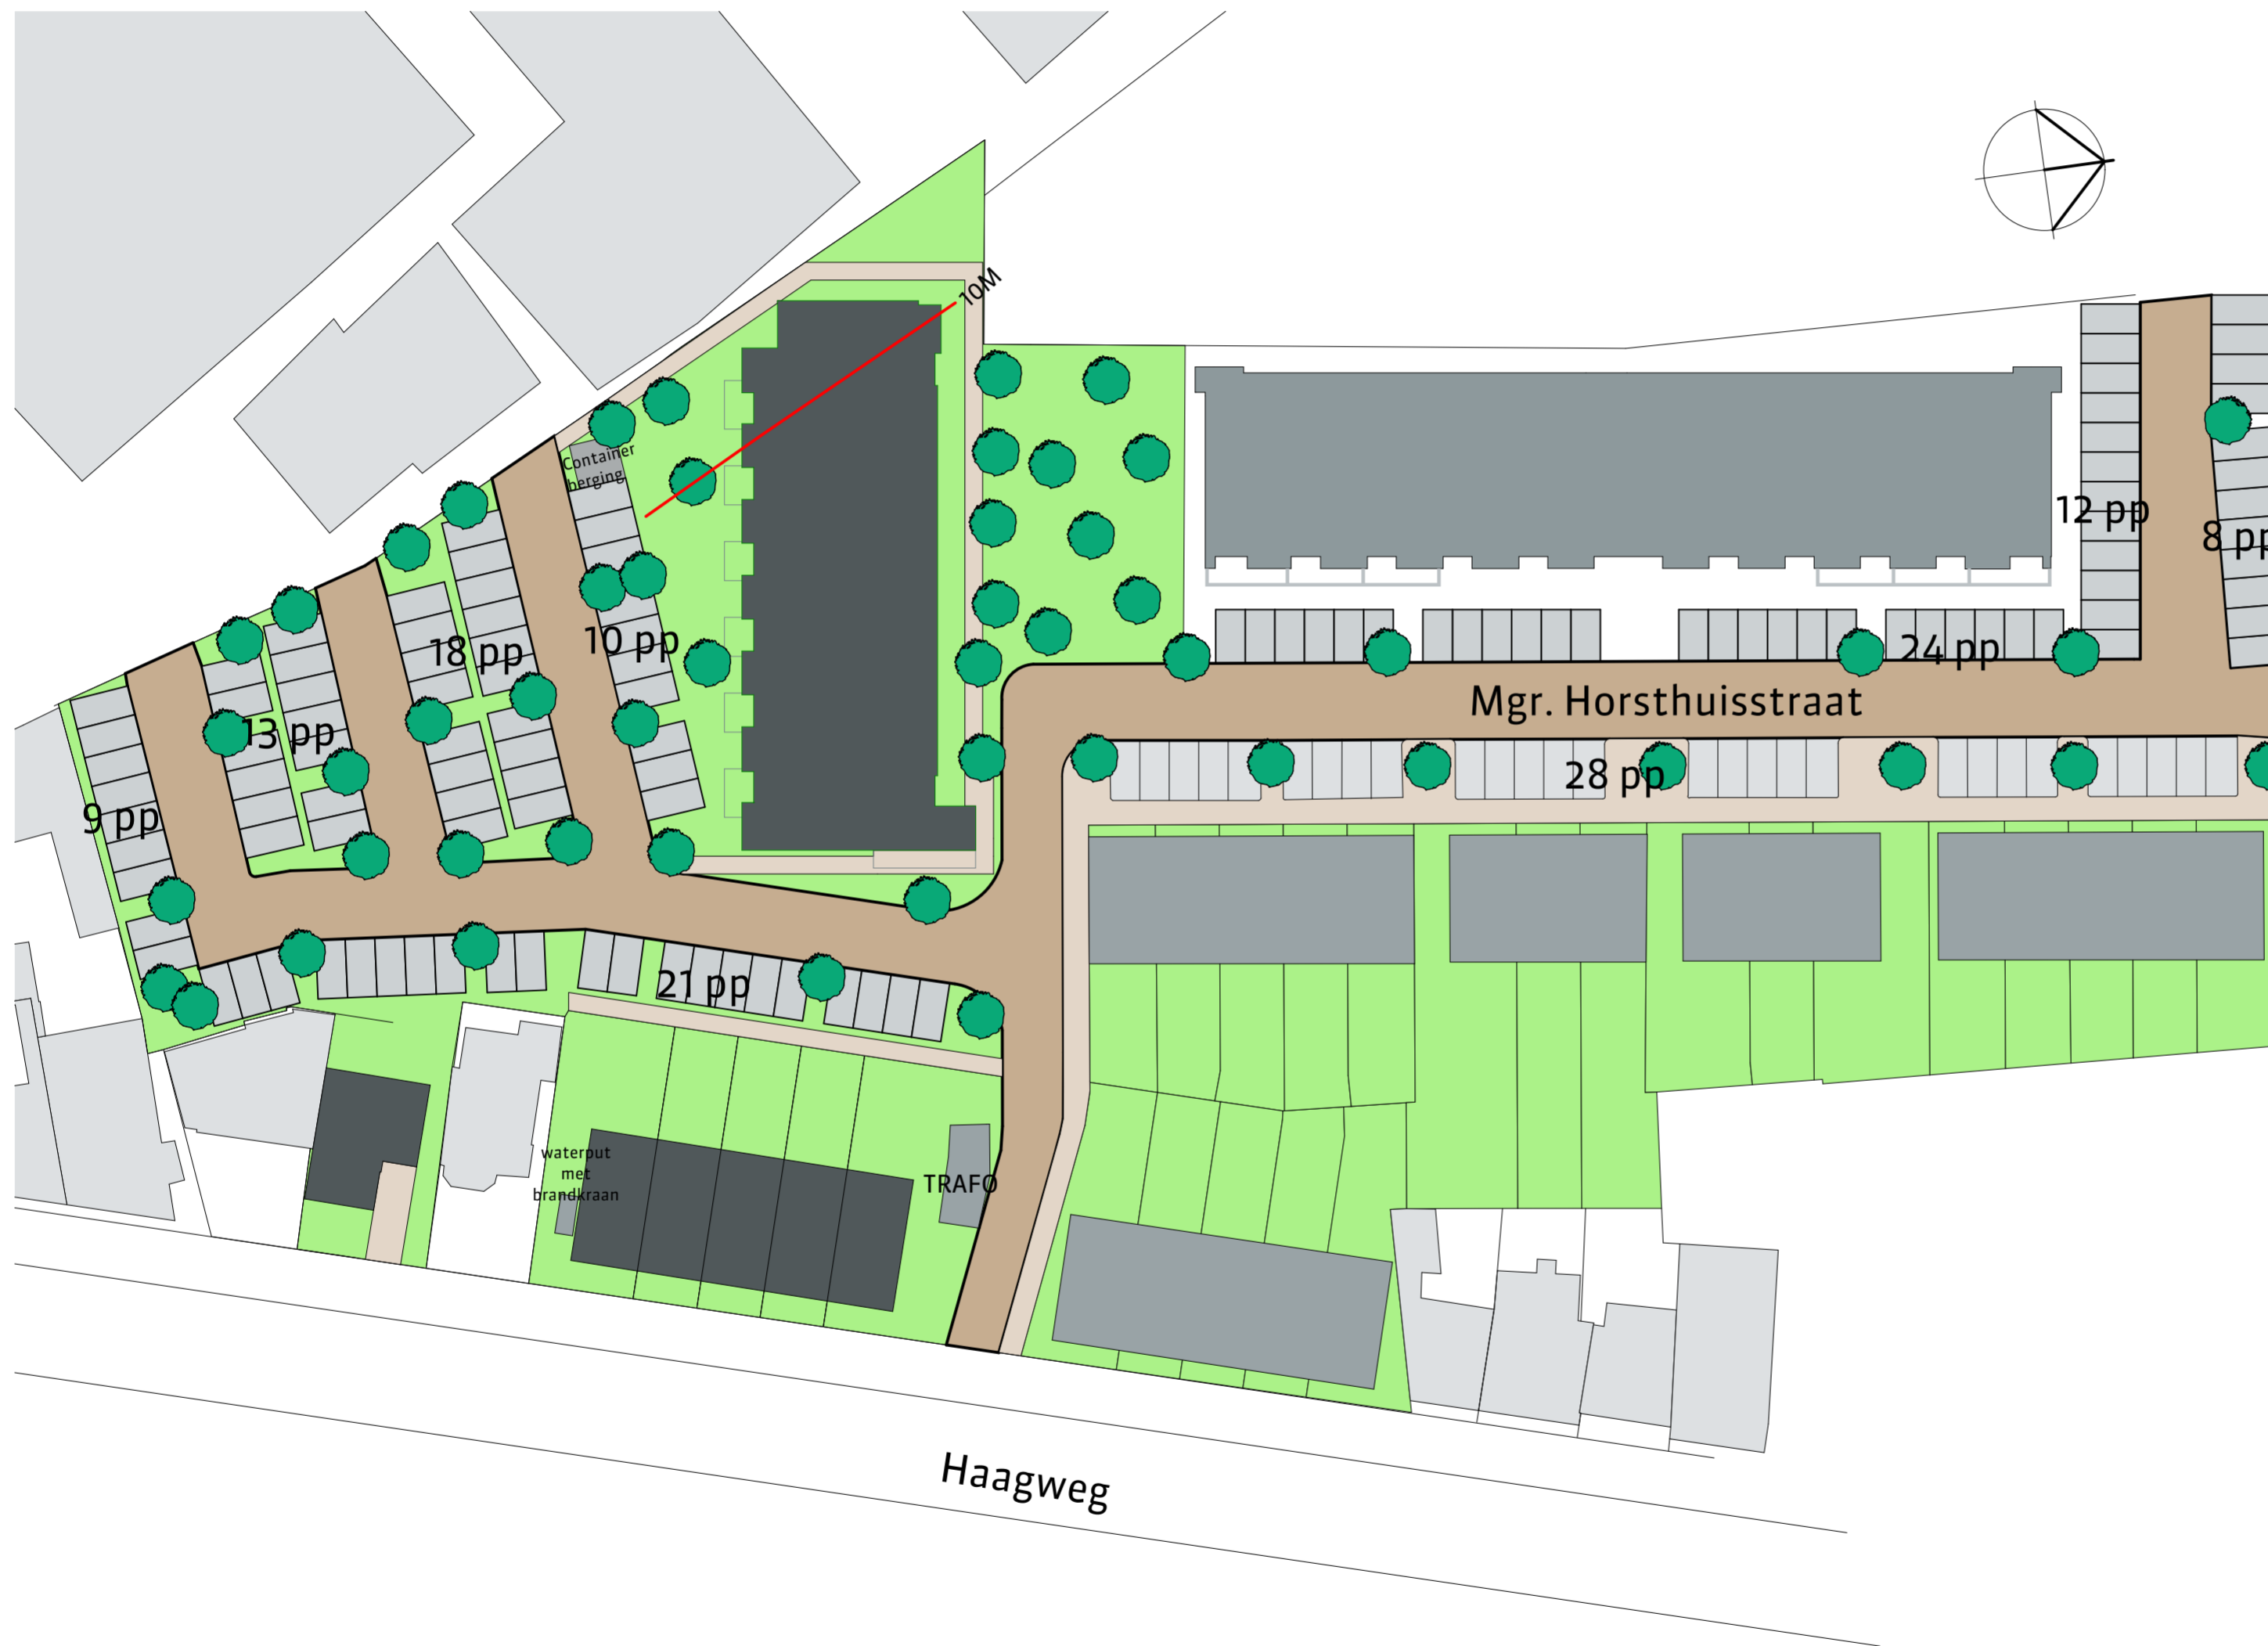 10M
Container
berging
12 pp
8 pp
18 pp
10 pp
24 pp
Mgr. Horsthuisstraat
13 pp
28 pp
9 pp
21 pp
waterput
met
brandkraan
TRAFO
Haagweg